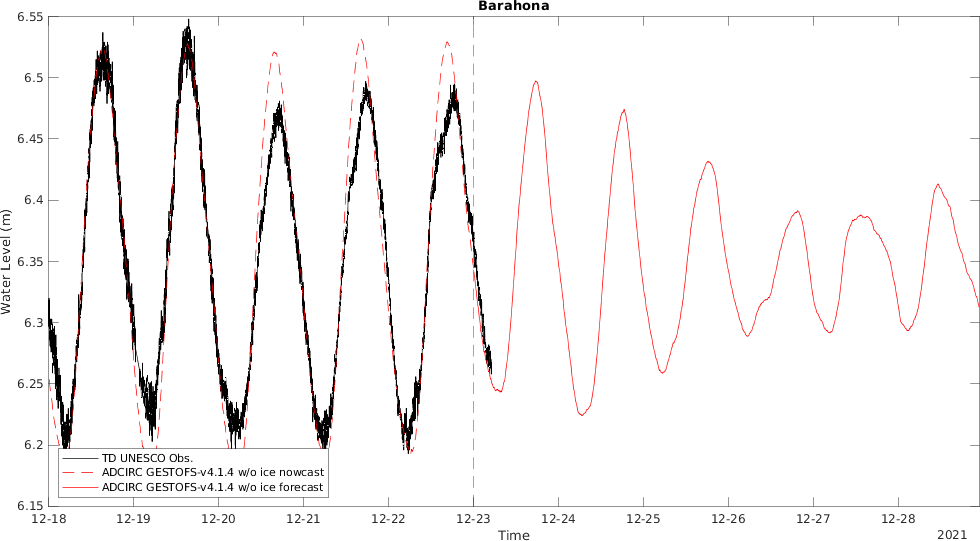 Barahona
6.55
6.5
6.45
6.4
6.35
6.3
6.25
6.2
6.15
Water Level (m)
TD UNESCO Obs.
ADCIRC GESTOFS-v4.1.4 w/o ice nowcast
ADCIRC GESTOFS-v4.1.4 w/o ice forecast
12-18 12-19 12-20 12-21 12-22 12-23 12-24 12-25 12-26 12-27 12-28
Time
2021